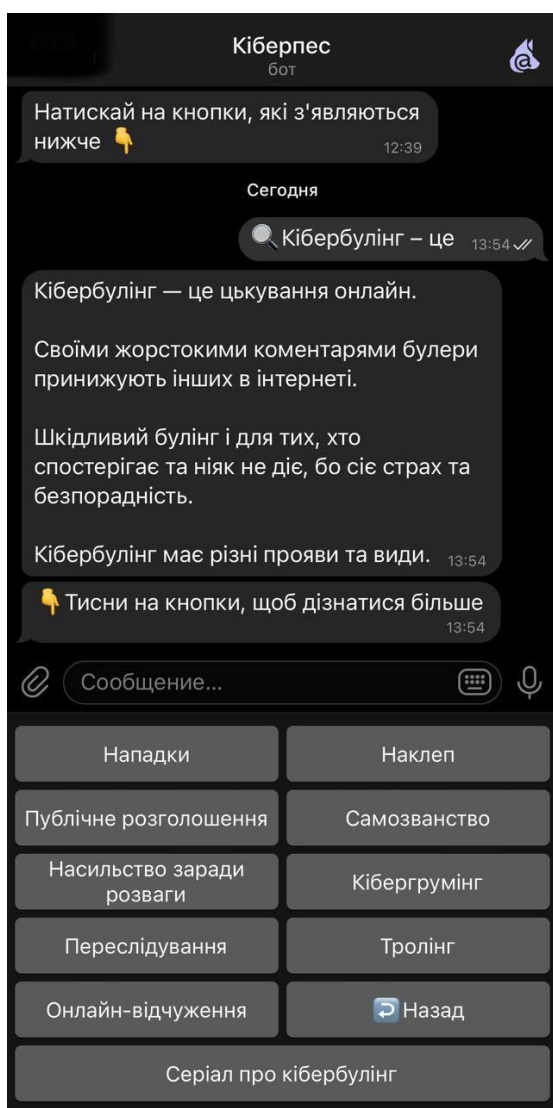 Кіберпес
бот
Натискай на кнопки, які з'являються
нижче 👇
12:39
Сегодня
🔍Кібербулінг – це 13:54
Кібербулінг — це цькування онлайн.
Своїми жорстокими коментарями булери
принижують інших в інтернеті.
Шкідливий булінг і для тих, хто
спостерігає та ніяк не діє, бо сіє страх та
безпорадність.
Кібербулінг має різні прояви та види. 13:54
👇Тисни на кнопки, щоб дізнатися більше
13:54
Сообщение...
Нападки
Наклеп
Публічне розголошення
Самозванство
Насильство заради
розваги
Кібергрумінг
Переслідування
Тролінг
Онлайн-відчуження
↩️Назад
Серіал про кібербулінг